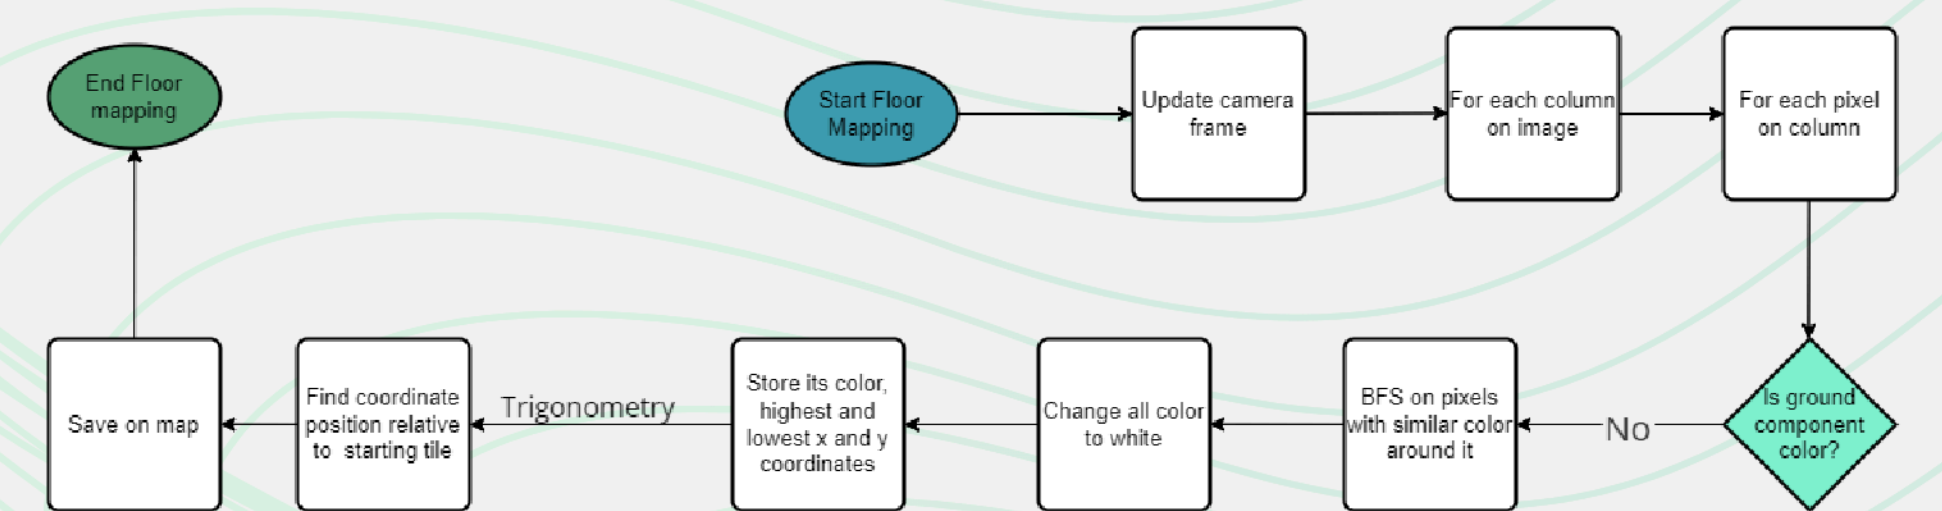 End Floor
mapping
Start Floor
Mapping
Update camera
frame
For each column
on image
For each pixel
on column
Is ground
component
color?
No
BFS on pixels
with similar color
around it
Change all color
to white
Store its color,
highest and
lowest x and y
coordinates
Trigonometry
Find coordinate
position relative
to starting tile
Save on map